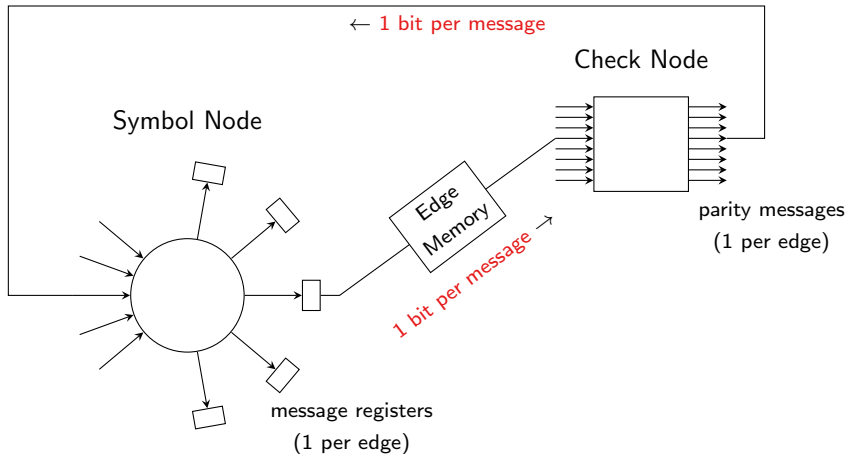 ← 1 bit per message
Check Node
Symbol Node
Edge
Memory
1 bit per message →
parity messages
(1 per edge)
message registers
(1 per edge)